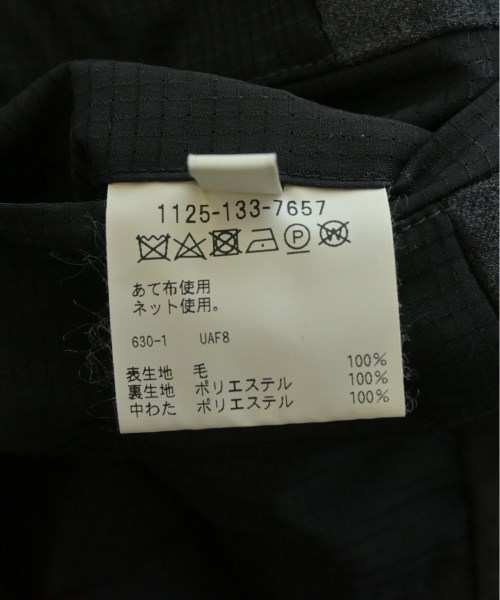 1125-133-7657
P W
あて布使用
ネット使用。
630-1 UAF8
表生地 毛 100%
裏生地 ポリエステル 100%
中わた ポリエステル 100%